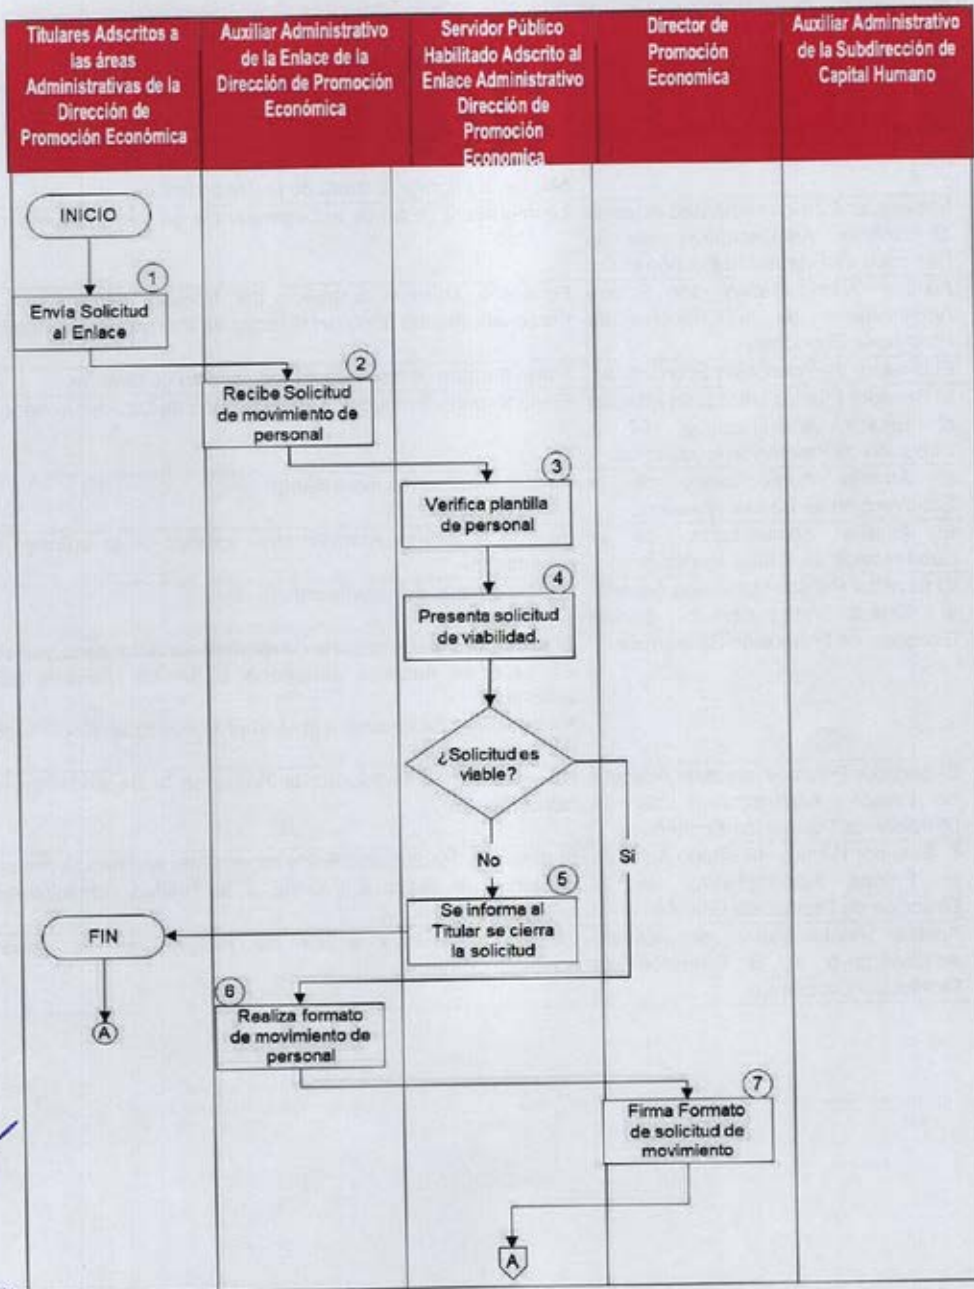 Titulares Adscritos a
las áreas
Administrativas de la
Dirección de
Promoción Económica
Auxiliar Administrativo
de la Enlace de la
Dirección de Promoción
Económica
Servidor Público
Habilitado Adscrito al
Enlace Administrativo
Dirección de
Promoción
Economica
Director de
Promoción
Economica
Auxiliar Administrativo
de la Subdirección de
Capital Humano
INICIO
1
Envía Solicitud
al Enlace
2
Recibe Solicitud
de movimiento de
personal
3
Verifica plantilla
de personal
4
Presenta solicitud
de viabilidad.
¿Solicitud es
viable?
No
Si
5
Se informa al
Titular se cierra
la solicitud
FIN
A
6
Realiza formato
de movimiento de
personal
7
Firma Formato
de solicitud de
movimiento
A